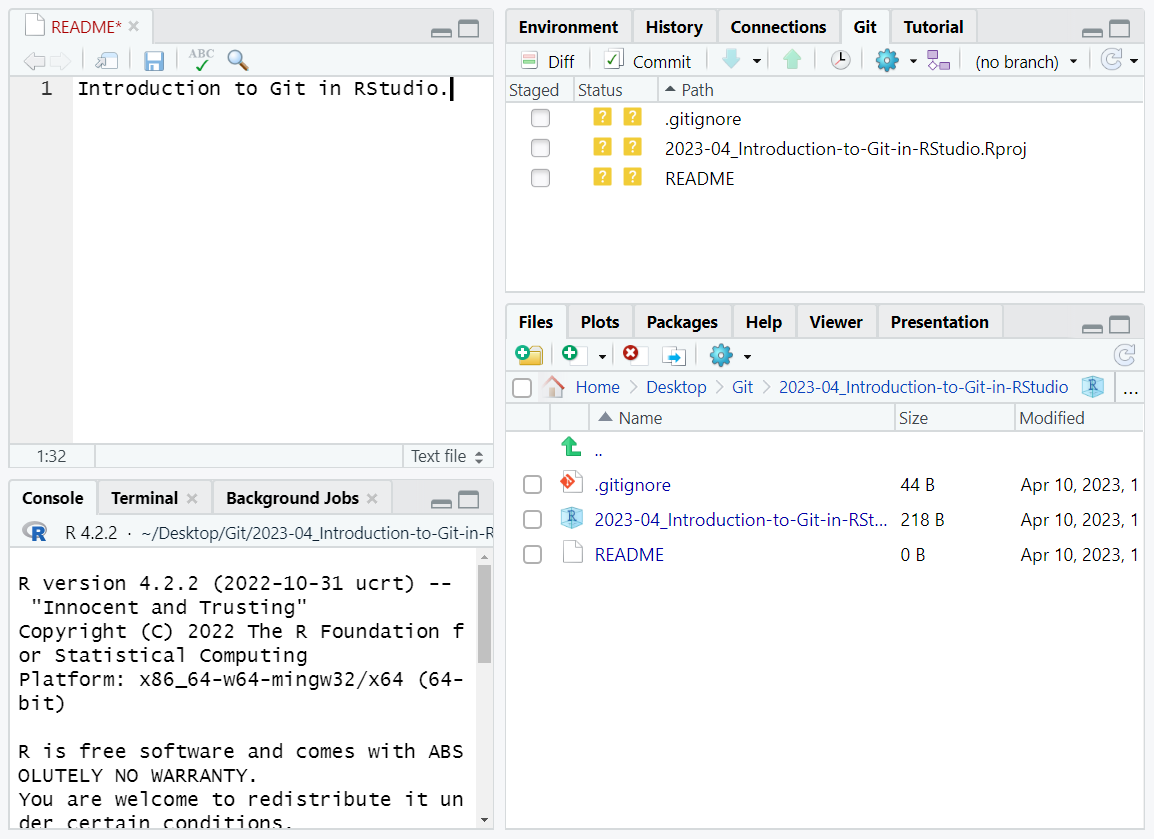 README*
ABC
1 Introduction to Git in RStudio.
1:32 Text file
Console Terminal Background Jobs
R 4.2.2 · ~/Desktop/Git/2023-04_Introduction-to-Git-in-R
R version 4.2.2 (2022-10-31 ucrt) --
"Innocent and Trusting"
Copyright (C) 2022 The R Foundation f
or Statistical Computing
Platform: x86_64-w64-mingw32/x64 (64-
bit)
R is free software and comes with ABS
OLUTELY NO WARRANTY.
You are welcome to redistribute it un
der certain conditions.
Environment History Connections Git Tutorial
Diff Commit (no branch)
Staged Status Path
? ? .gitignore
? ? 2023-04_Introduction-to-Git-in-RStudio.Rproj
? ? README
Files Plots Packages Help Viewer Presentation
Home Desktop Git 2023-04_Introduction-to-Git-in-RStudio R ...
Name Size Modified
..
.gitignore 44 B Apr 10, 2023, 1
R 2023-04_Introduction-to-Git-in-RSt... 218 B Apr 10, 2023, 1
README 0 B Apr 10, 2023, 1